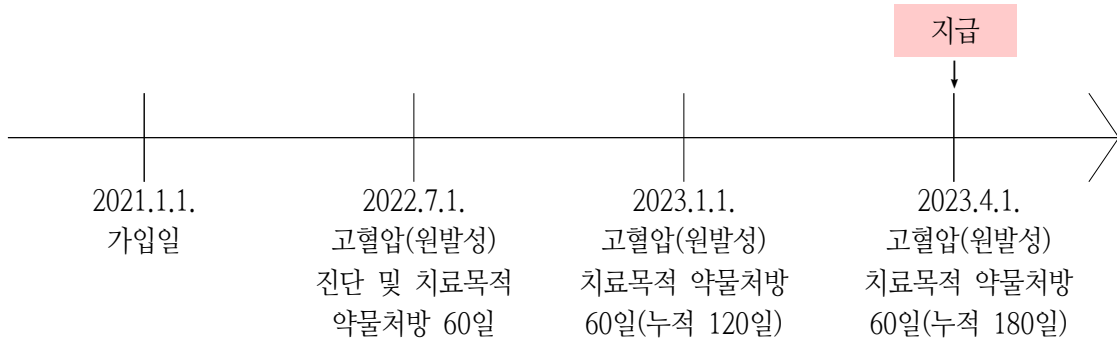 지급
2021.1.1.
가입일
2022.7.1.
고혈압(원발성)
진단 및 치료목적
약물처방 60일
2023.1.1.
고혈압(원발성)
치료목적 약물처방
60일(누적 120일)
2023.4.1.
고혈압(원발성)
치료목적 약물처방
60일(누적 180일)